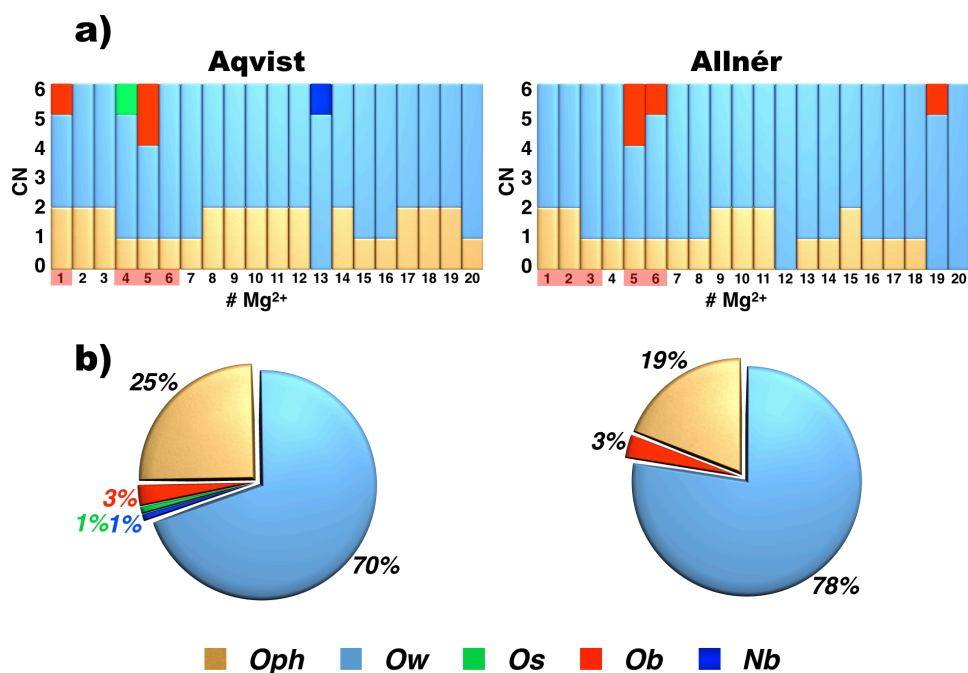 a)
Aqvist
Allnér
6
5
4
3
2
1
0
CN
1 2 3 4 5 6 7 8 9 10 11 12 13 14 15 16 17 18 19 20
# Mg²⁺
6
5
4
3
2
1
0
CN
1 2 3 4 5 6 7 8 9 10 11 12 13 14 15 16 17 18 19 20
# Mg²⁺
b)
25%
3%
1% 1%
70%
19%
3%
78%
Oph Ow Os Ob Nb